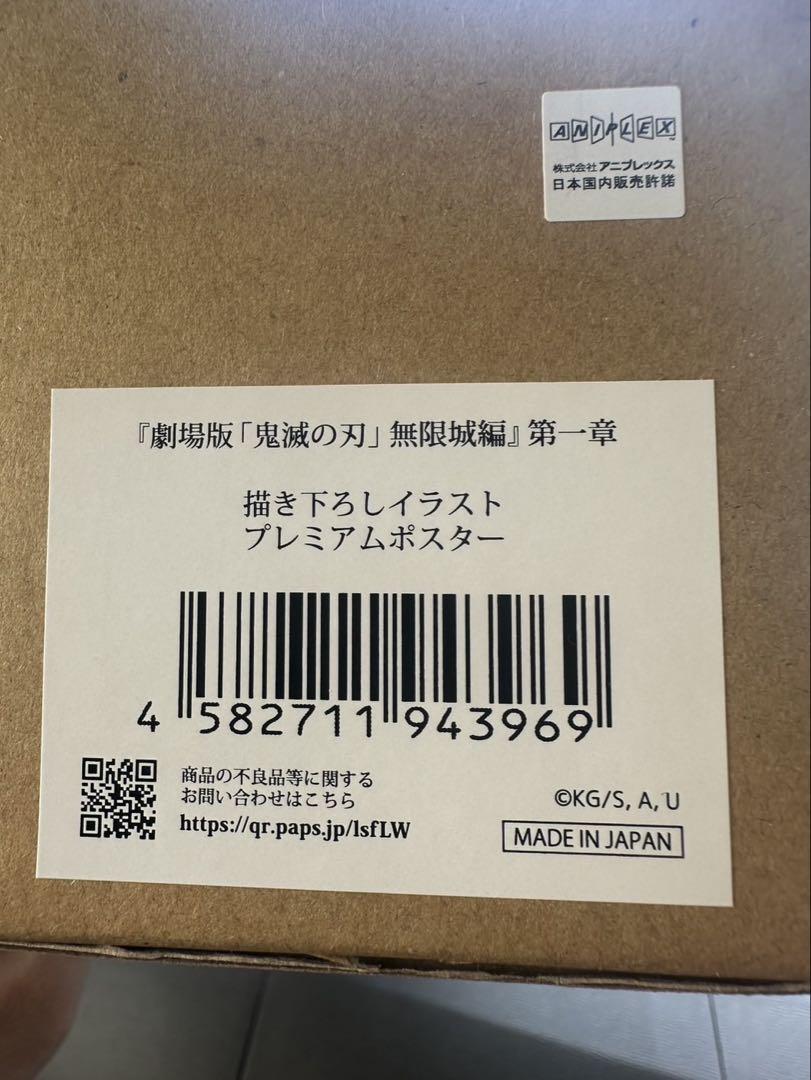 ANIPLEX
株式会社アニプレックス
日本国内販売許諾
『劇場版「鬼滅の刃」無限城編』第一章
描き下ろしイラスト
プレミアムポスター
4 582711 943969
商品の不良品等に関する
お問い合わせはこちら
https://qr.paps.jp/lsfLW
©KG/S, A, U
MADE IN JAPAN